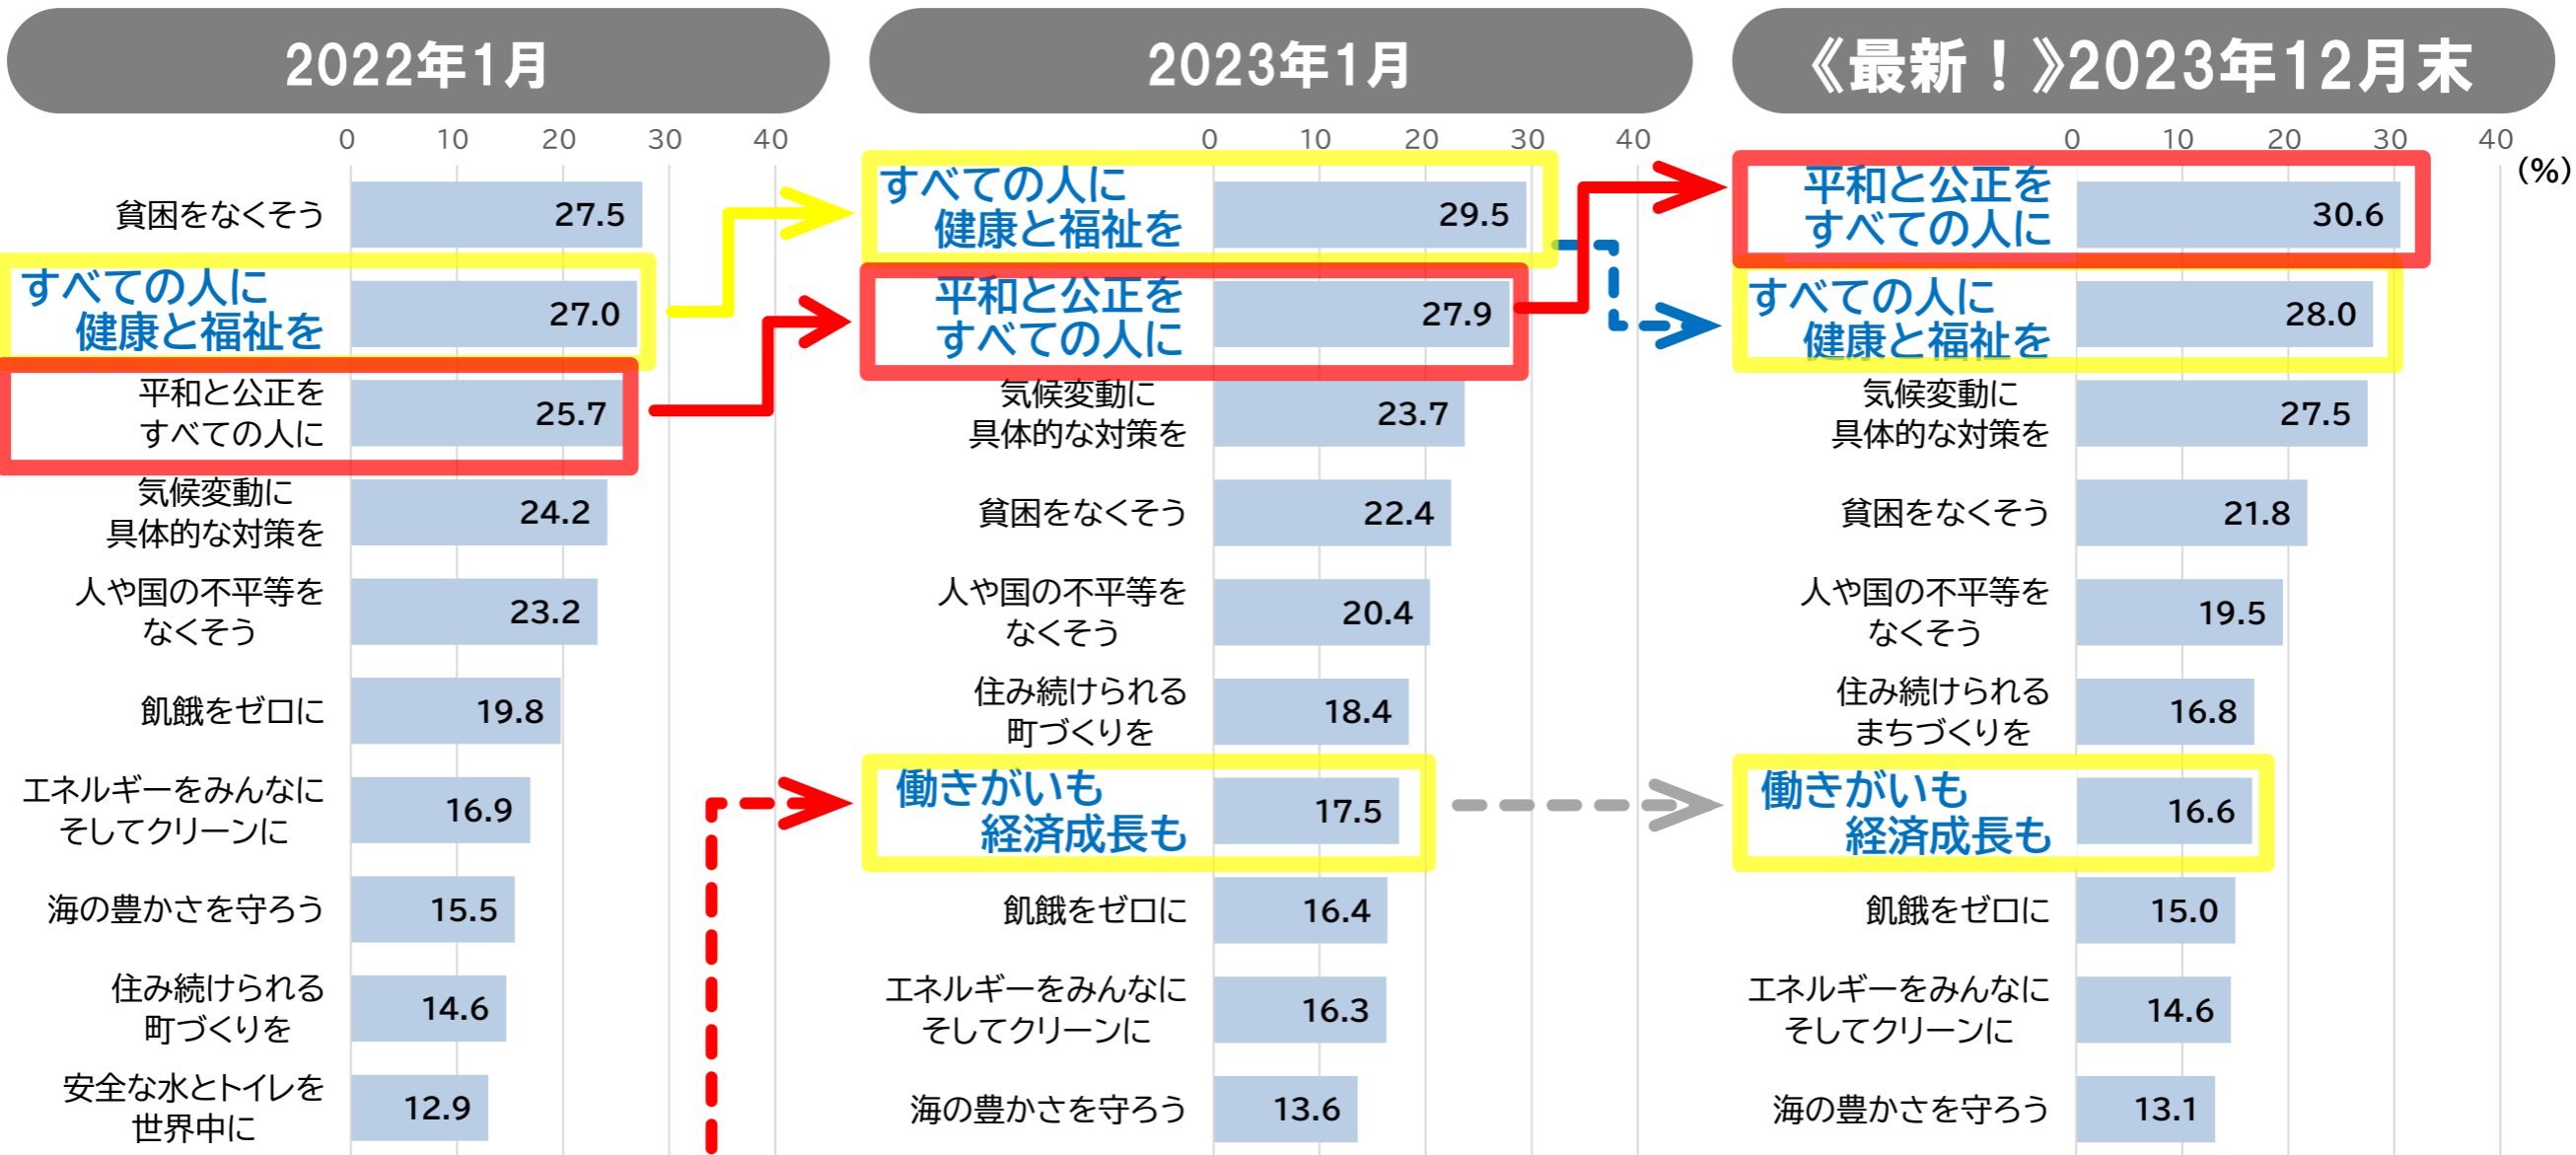 2022年1月
0 10 20 30 40
貧困をなくそう 27.5
すべての人に
健康と福祉を 27.0
平和と公正を
すべての人に 25.7
気候変動に
具体的な対策を 24.2
人や国の不平等を
なくそう 23.2
飢餓をゼロに 19.8
エネルギーをみんなに
そしてクリーンに 16.9
海の豊かさを守ろう 15.5
住み続けられる
町づくりを 14.6
安全な水とトイレを
世界中に 12.9
2023年1月
0 10 20 30 40
すべての人に
健康と福祉を 29.5
平和と公正を
すべての人に 27.9
気候変動に
具体的な対策を 23.7
貧困をなくそう 22.4
人や国の不平等を
なくそう 20.4
住み続けられる
町づくりを 18.4
働きがいも
経済成長も 17.5
飢餓をゼロに 16.4
エネルギーをみんなに
そしてクリーンに 16.3
海の豊かさを守ろう 13.6
《最新！》2023年12月末
0 10 20 30 40
(%)
平和と公正を
すべての人に 30.6
すべての人に
健康と福祉を 28.0
気候変動に
具体的な対策を 27.5
貧困をなくそう 21.8
人や国の不平等を
なくそう 19.5
住み続けられる
まちづくりを 16.8
働きがいも
経済成長も 16.6
飢餓をゼロに 15.0
エネルギーをみんなに
そしてクリーンに 14.6
海の豊かさを守ろう 13.1